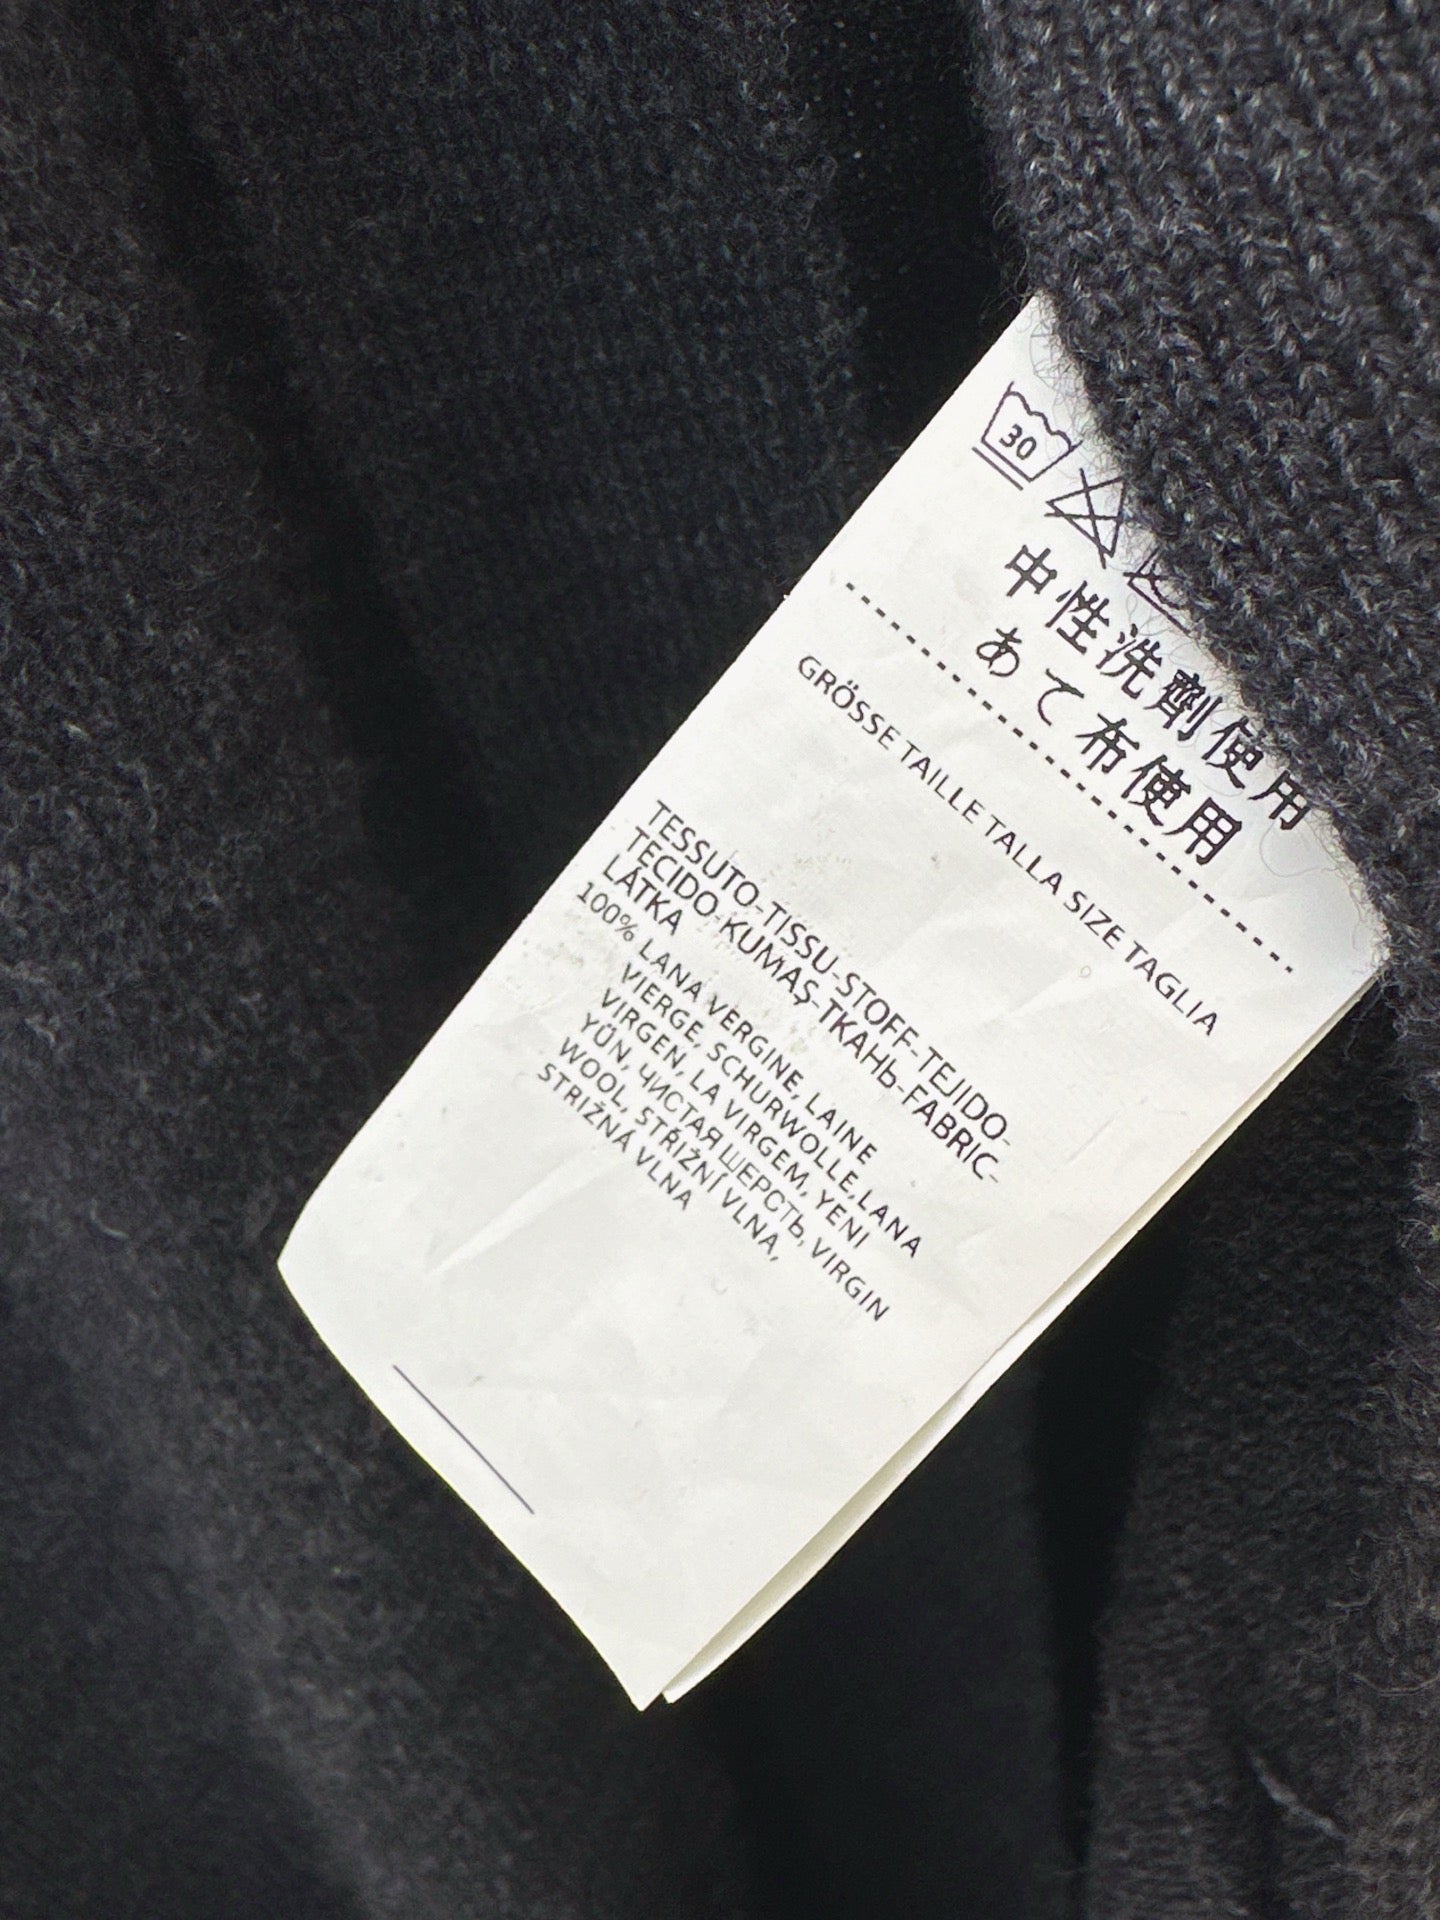 30
中性洗剤使用
あて布使用
GRÖSSE TAILLE TALLA SIZE TAGLIA
TESSUTO-TISSU-STOFF-TEJIDO-
TECIDO-KUMAŞ-ТКАНЬ-FABRIC-
LÁTKA
100% LANA VERGINE, LAINE
VIERGE, SCHURWOLLE, LANA
VIRGEN, LA VIRGEM, YENI
YÜN, ЧИСТАЯ ШЕРСТЬ, VIRGIN
WOOL, STŘIŽNÍ VLNA,
STRIŽNÁ VLNA